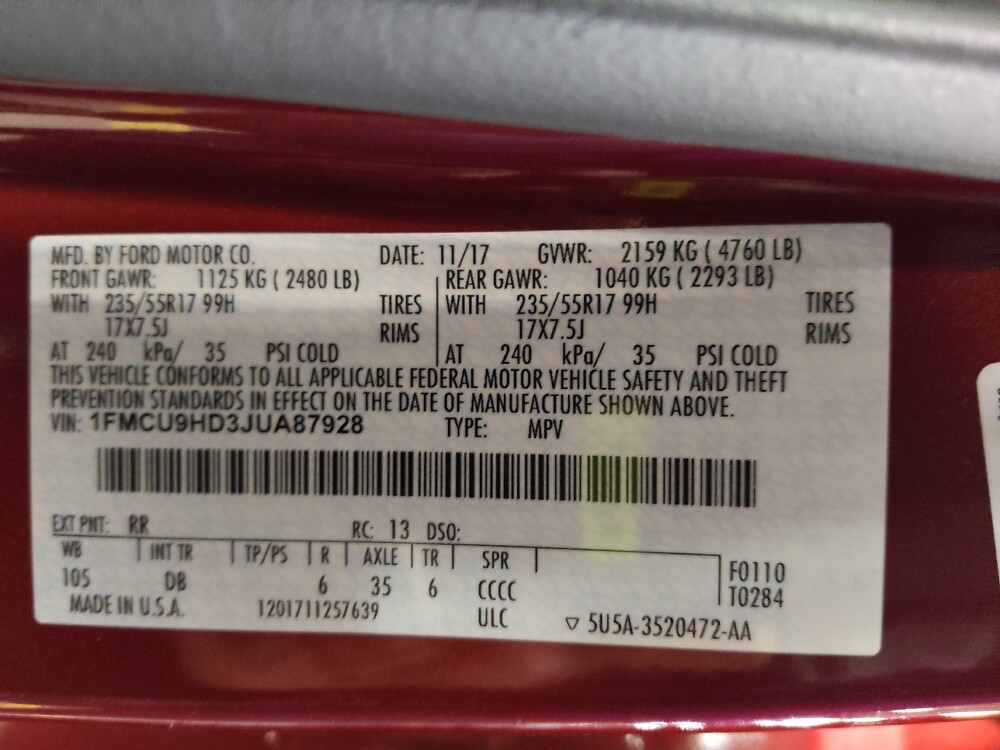 MFD. BY FORD MOTOR CO. DATE: 11/17 GVWR: 2159 KG ( 4760 LB)
FRONT GAWR: 1125 KG ( 2480 LB) REAR GAWR: 1040 KG ( 2293 LB)
WITH 235/55R17 99H TIRES WITH 235/55R17 99H TIRES
17X7.5J RIMS 17X7.5J RIMS
AT 240 kPa/ 35 PSI COLD AT 240 kPa/ 35 PSI COLD
THIS VEHICLE CONFORMS TO ALL APPLICABLE FEDERAL MOTOR VEHICLE SAFETY AND THEFT
PREVENTION STANDARDS IN EFFECT ON THE DATE OF MANUFACTURE SHOWN ABOVE.
VIN: 1FMCU9HD3JUA87928 TYPE: MPV
EXT PNT: RR RC: 13 DSO:
WB INT TR TP/PS R AXLE TR SPR
105 DB 6 35 6 CCCC F0110
T0284
MADE IN U.S.A. 1201711257639 ULC ▽ 5U5A-3520472-AA